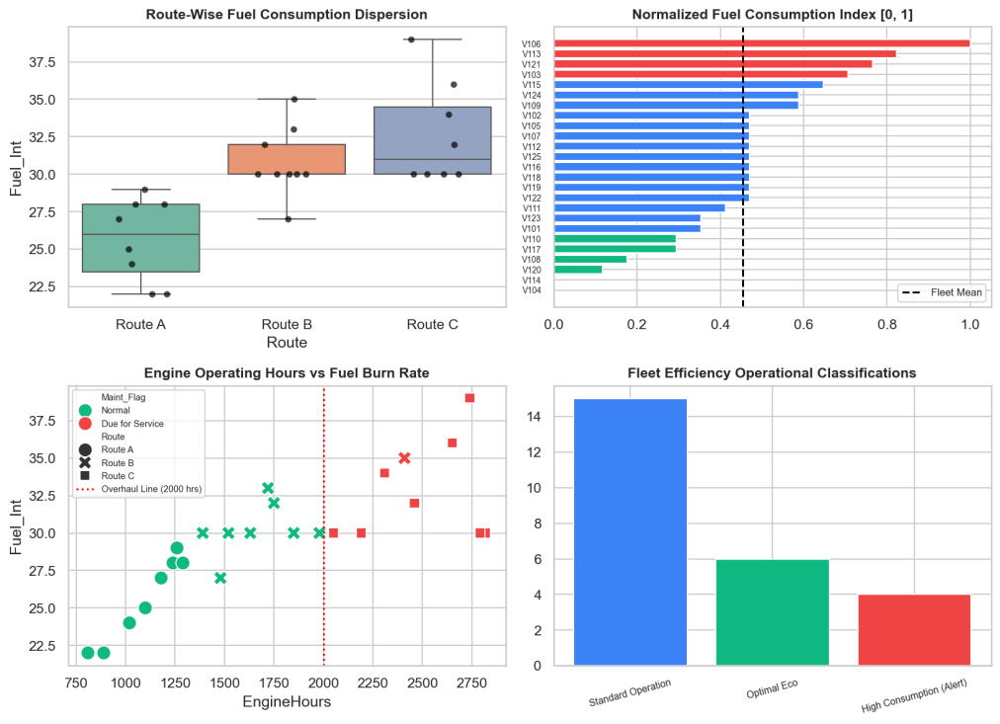 Route-Wise Fuel Consumption Dispersion
Fuel_Int
37.5
35.0
32.5
30.0
27.5
25.0
22.5
Route A
Route B
Route C
Route
Normalized Fuel Consumption Index [0, 1]
V106
V113
V121
V103
V115
V124
V109
V102
V105
V107
V112
V125
V116
V118
V119
V122
V111
V123
V101
V110
V117
V108
V120
V114
V104
Fleet Mean
0.0
0.2
0.4
0.6
0.8
1.0
Engine Operating Hours vs Fuel Burn Rate
Fuel_Int
37.5
35.0
32.5
30.0
27.5
25.0
22.5
Maint_Flag
Normal
Due for Service
Route
Route A
Route B
Route C
Overhaul Line (2000 hrs)
750
1000
1250
1500
1750
2000
2250
2500
2750
EngineHours
Fleet Efficiency Operational Classifications
14
12
10
8
6
4
2
0
Standard Operation
Optimal Eco
High Consumption (Alert)